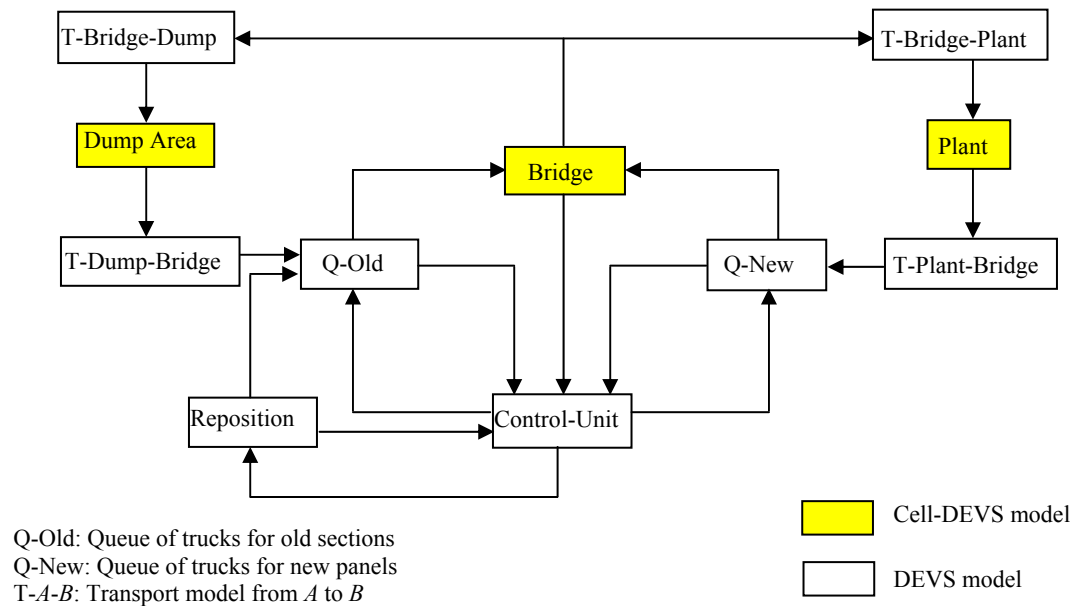 T-Bridge-Dump
T-Bridge-Plant
Dump Area
Plant
Bridge
T-Dump-Bridge
Q-Old
Q-New
T-Plant-Bridge
Reposition
Control-Unit
Q-Old: Queue of trucks for old sections
Q-New: Queue of trucks for new panels
T-A-B: Transport model from A to B
Cell-DEVS model
DEVS model